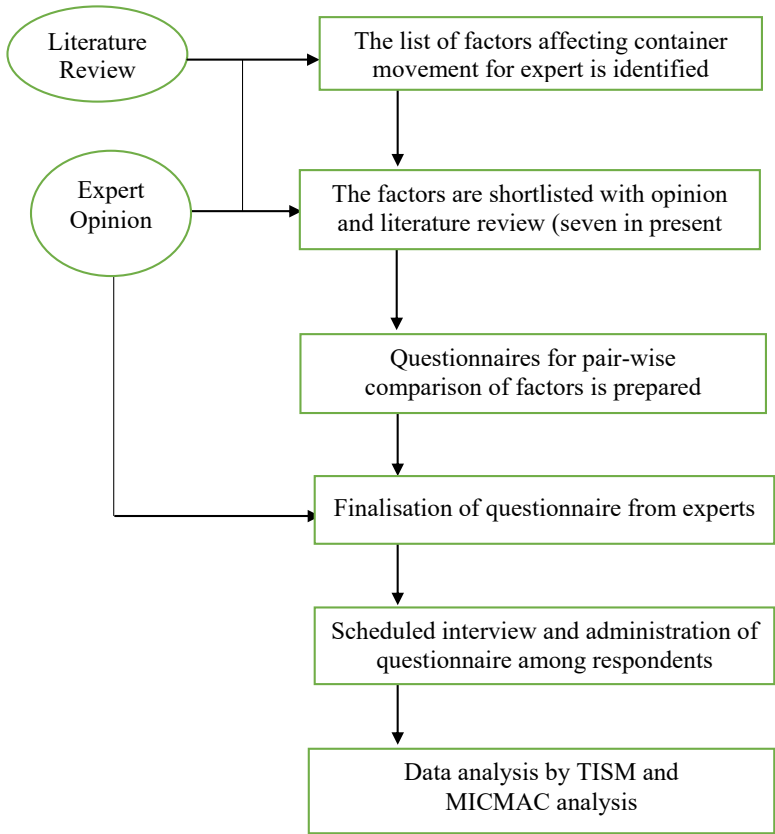 Literature
Review
The list of factors affecting container
movement for expert is identified
Expert
Opinion
The factors are shortlisted with opinion
and literature review (seven in present
Questionnaires for pair-wise
comparison of factors is prepared
Finalisation of questionnaire from experts
Scheduled interview and administration of
questionnaire among respondents
Data analysis by TISM and
MICMAC analysis